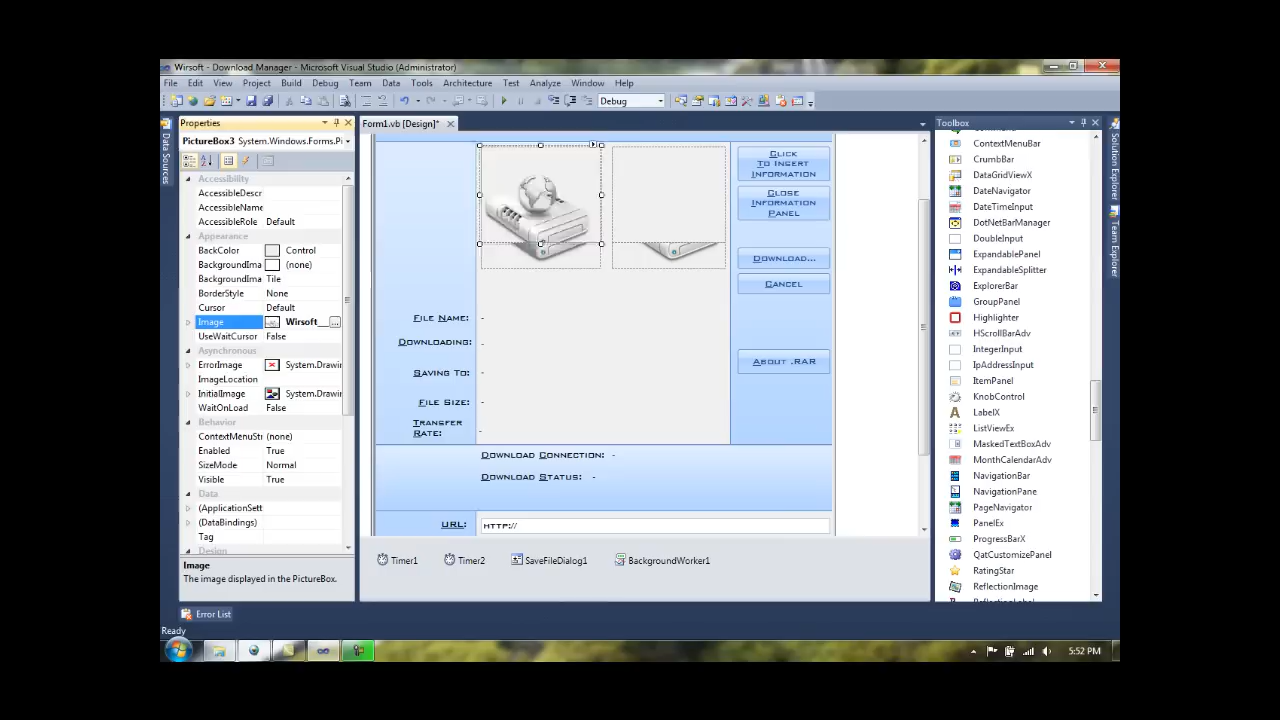 Wirsoft - Download Manager - Microsoft Visual Studio (Administrator)
File Edit View Project Build Debug Team Data Tools Architecture Test Analyze Window Help
Debug
Properties
PictureBox3 System.Windows.Forms.P
Accessibility
AccessibleDescr
AccessibleName
AccessibleRole Default
Appearance
BackColor Control
BackgroundIma (none)
BackgroundIma Tile
BorderStyle None
Cursor Default
Image Wirsoft__ ...
UseWaitCursor False
Asynchronous
ErrorImage System.Drawin
ImageLocation
InitialImage System.Drawin
WaitOnLoad False
Behavior
ContextMenuStr (none)
Enabled True
SizeMode Normal
Visible True
Data
(ApplicationSett
(DataBindings)
Tag
Design
Image
The image displayed in the PictureBox.
Data Sources
Form1.vb [Design]*
Click
To Insert
Information
Close
Information
Panel
Download...
Cancel
About .RAR
File Name: -
Downloading: -
Saving To: -
File Size: -
Transfer
Rate: -
Download Connection: -
Download Status: -
URL: http://
Timer1 Timer2 SaveFileDialog1 BackgroundWorker1
Toolbox
ContextMenuBar
CrumbBar
DataGridViewX
DataNavigator
DateTimeInput
DotNetBarManager
DoubleInput
ExpandablePanel
ExpandableSplitter
ExplorerBar
GroupPanel
Highlighter
HScrollBarAdv
IntegerInput
IpAddressInput
ItemPanel
KnobControl
LabelX
ListViewEx
MaskedTextBoxAdv
MonthCalendarAdv
NavigationBar
NavigationPane
PageNavigator
PanelEx
ProgressBarX
QatCustomizePanel
RatingStar
ReflectionImage
Solution Explorer
Team Explorer
Error List
Ready
5:52 PM